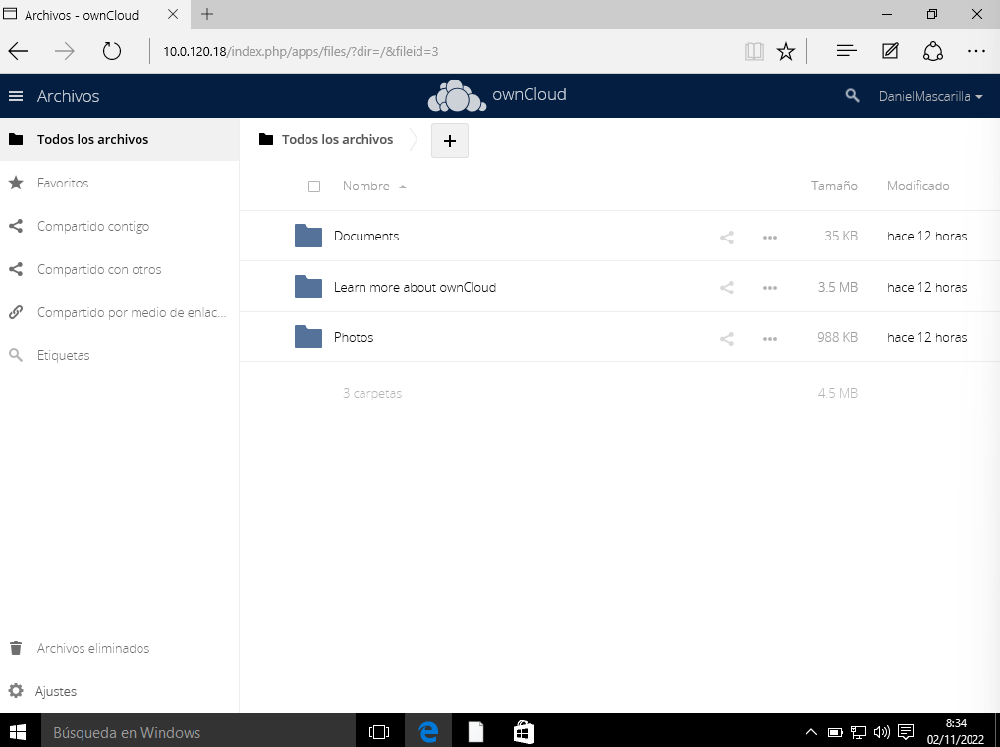 Archivos - ownCloud
10.0.120.18/index.php/apps/files/?dir=/&fileid=3
Archivos
ownCloud
DanielMascarilla
Todos los archivos
Favoritos
Compartido contigo
Compartido con otros
Compartido por medio de enlac...
Etiquetas
Archivos eliminados
Ajustes
Todos los archivos
+
Nombre Tamaño Modificado
Documents 35 KB hace 12 horas
Learn more about ownCloud 3.5 MB hace 12 horas
Photos 988 KB hace 12 horas
3 carpetas 4.5 MB
Búsqueda en Windows
8:34
02/11/2022